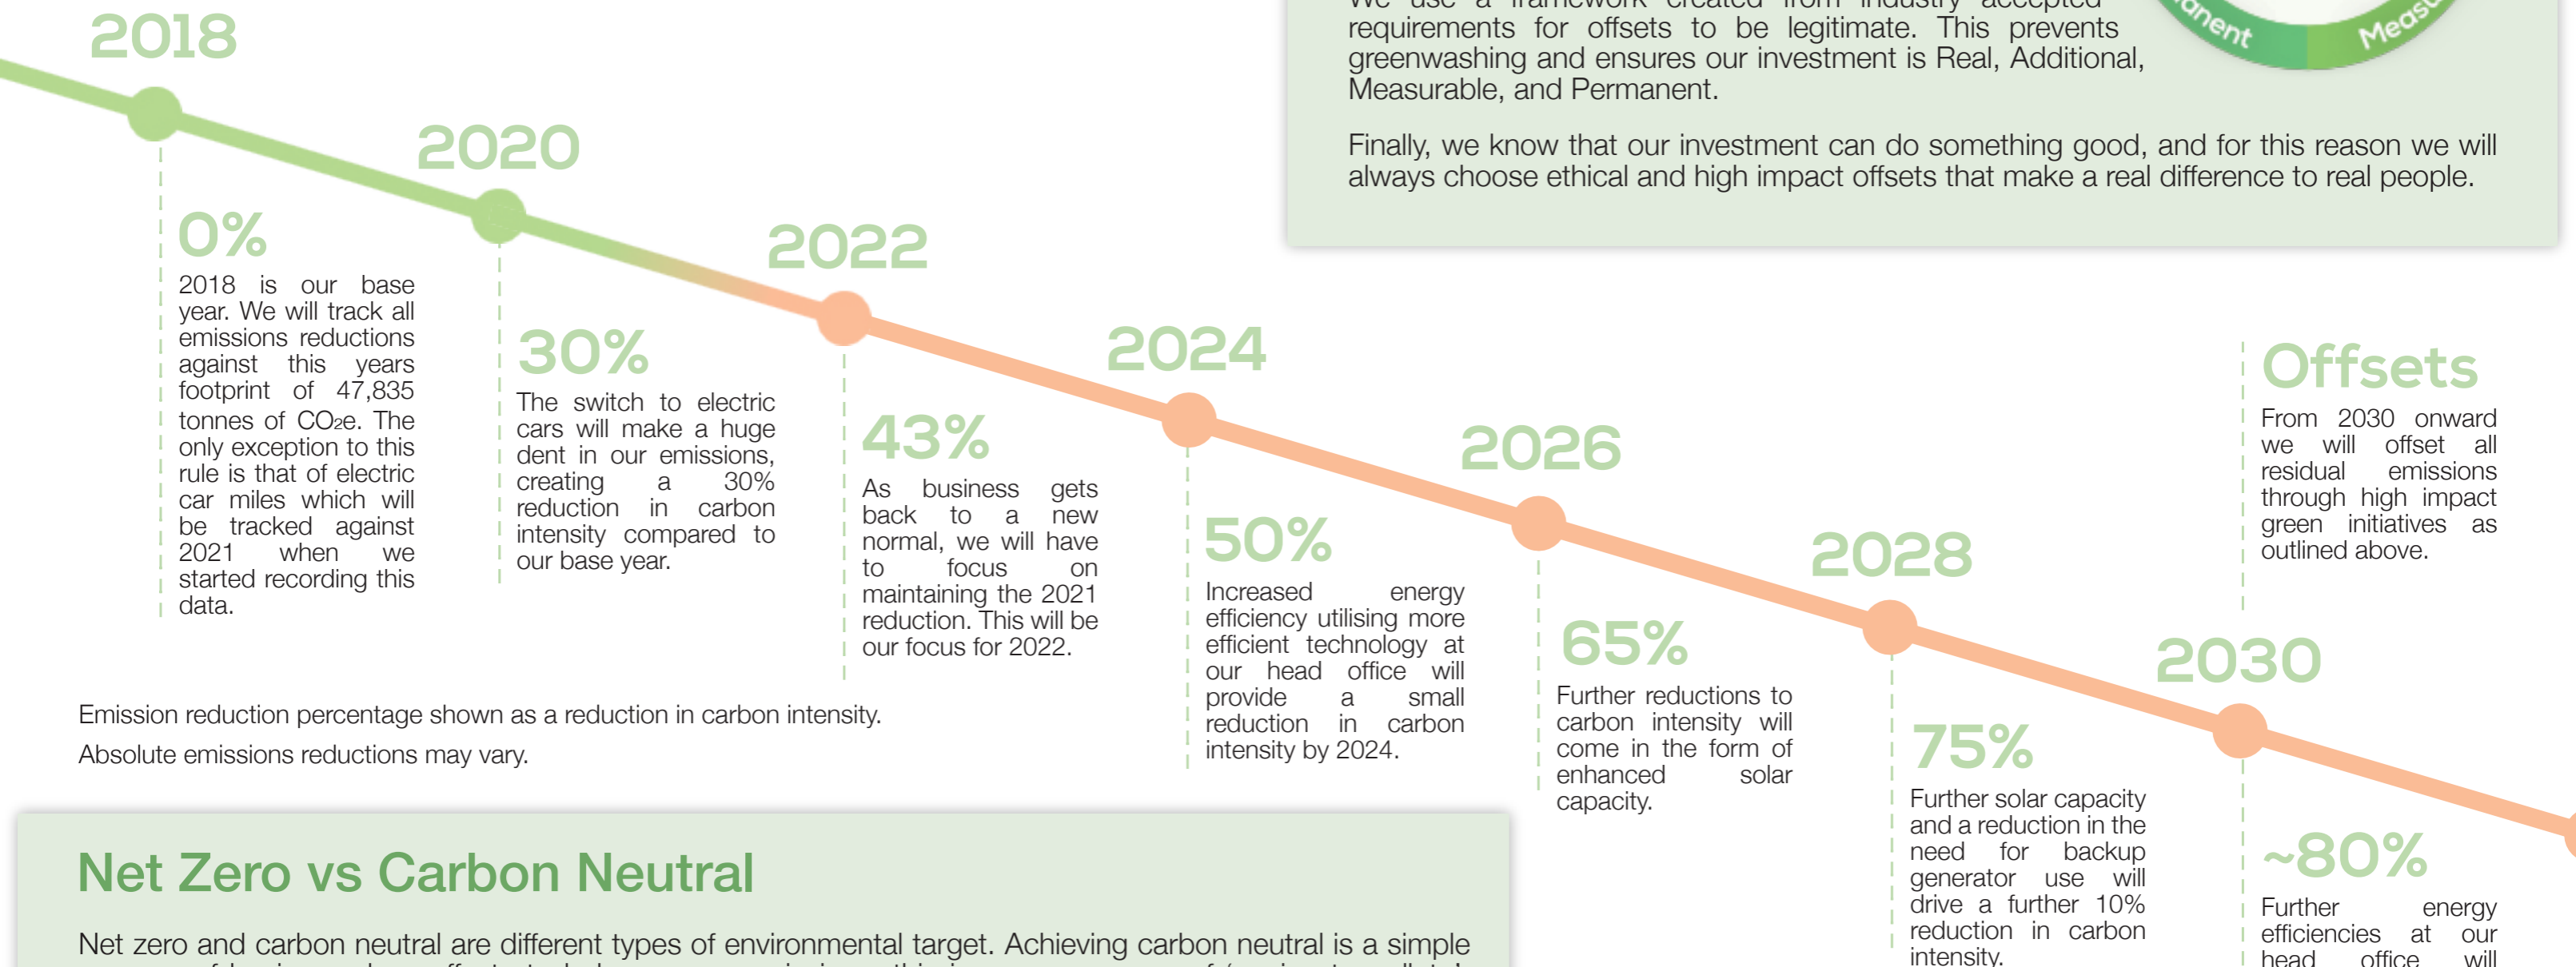 We use a framework created from industry accepted
requirements for offsets to be legitimate. This prevents
greenwashing and ensures our investment is Real, Additional,
Measurable, and Permanent.
Finally, we know that our investment can do something good, and for this reason we will
always choose ethical and high impact offsets that make a real difference to real people.
2018
0%
2018 is our base
year. We will track all
emissions reductions
against this years
footprint of 47,835
tonnes of CO₂e. The
only exception to this
rule is that of electric
car miles which will
be tracked against
2021 when we
started recording this
data.
2020
30%
The switch to electric
cars will make a huge
dent in our emissions,
creating a 30%
reduction in carbon
intensity compared to
our base year.
2022
43%
As business gets
back to a new
normal, we will have
to focus on
maintaining the 2021
reduction. This will be
our focus for 2022.
2024
50%
Increased energy
efficiency utilising more
efficient technology at
our head office will
provide a small
reduction in carbon
intensity by 2024.
2026
65%
Further reductions to
carbon intensity will
come in the form of
enhanced solar
capacity.
2028
75%
Further solar capacity
and a reduction in the
need for backup
generator use will
drive a further 10%
reduction in carbon
intensity.
Offsets
From 2030 onward
we will offset all
residual emissions
through high impact
green initiatives as
outlined above.
2030
~80%
Further energy
efficiencies at our
head office will
Emission reduction percentage shown as a reduction in carbon intensity.
Absolute emissions reductions may vary.
Net Zero vs Carbon Neutral
Net zero and carbon neutral are different types of environmental target. Achieving carbon neutral is a simple